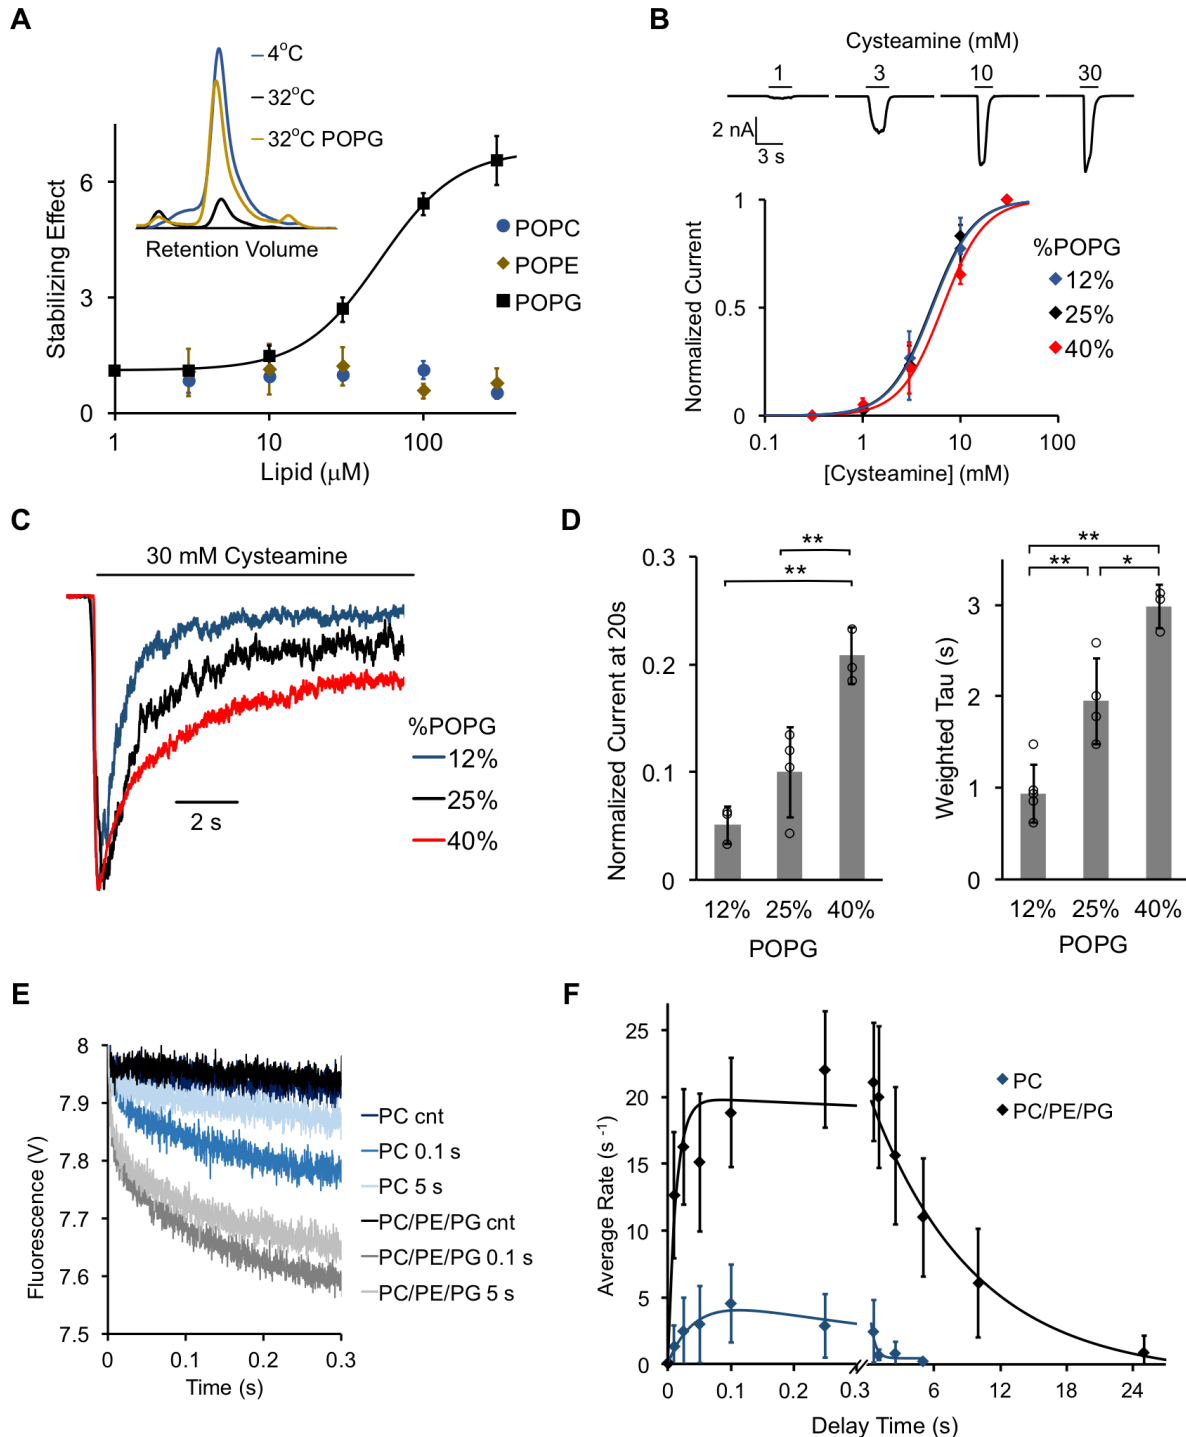 A
4°C
32°C
32°C POPG
Retention Volume
Stabilizing Effect
6
3
0
1
10
100
Lipid (μM)
POPC
POPE
POPG
B
Cysteamine (mM)
1
3
10
30
2 nA
3 s
Normalized Current
1
0.5
0
0.1
1
10
100
[Cysteamine] (mM)
%POPG
12%
25%
40%
C
30 mM Cysteamine
%POPG
12%
25%
40%
2 s
D
Normalized Current at 20s
0.3
0.2
0.1
0
**
**
12%
25%
40%
POPG
Weighted Tau (s)
3
2
1
0
**
**
*
12%
25%
40%
POPG
E
Fluorescence (V)
8
7.9
7.8
7.7
7.6
7.5
0
0.1
0.2
0.3
Time (s)
PC cnt
PC 0.1 s
PC 5 s
PC/PE/PG cnt
PC/PE/PG 0.1 s
PC/PE/PG 5 s
F
Average Rate (s⁻¹)
25
20
15
10
5
0
0
0.1
0.2
0.3
6
12
18
24
Delay Time (s)
PC
PC/PE/PG